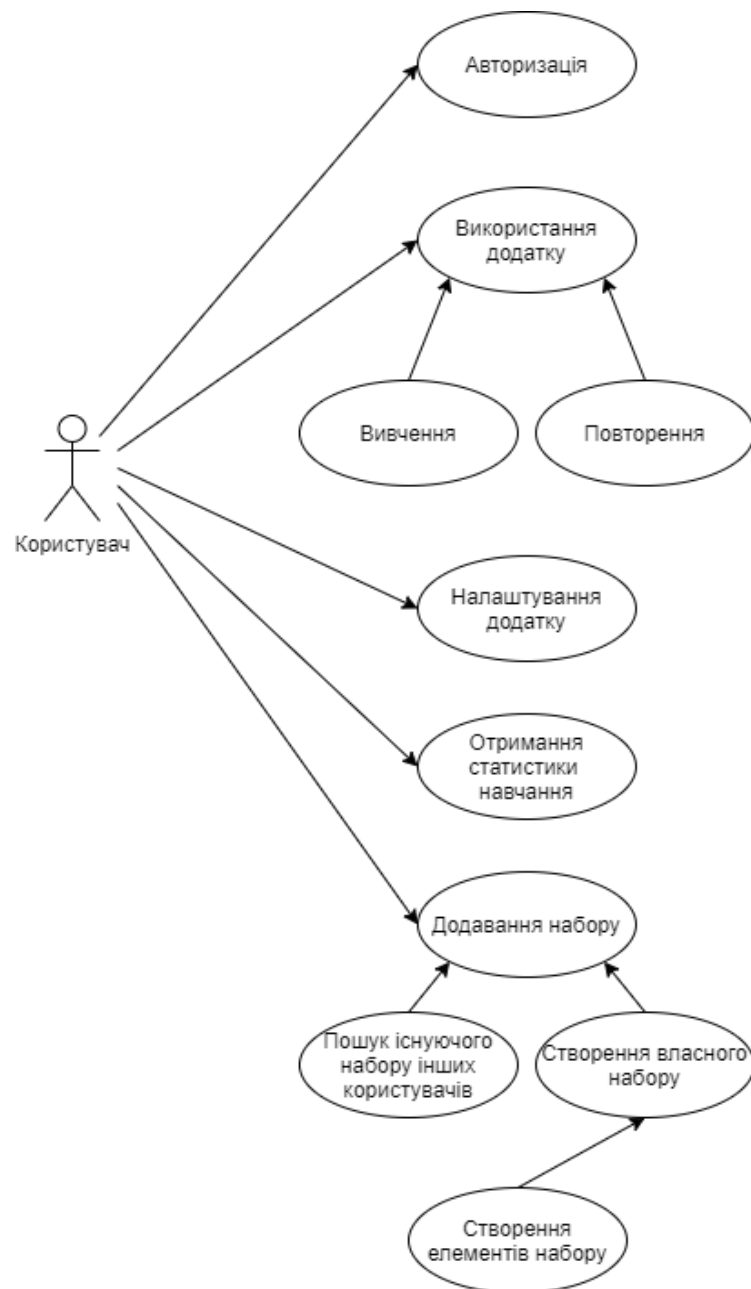 Авторизація
Використання
додатку
Вивчення
Повторення
Користувач
Налаштування
додатку
Отримання
статистики
навчання
Додавання набору
Пошук існуючого
набору інших
користувачів
Створення власного
набору
Створення
елементів набору